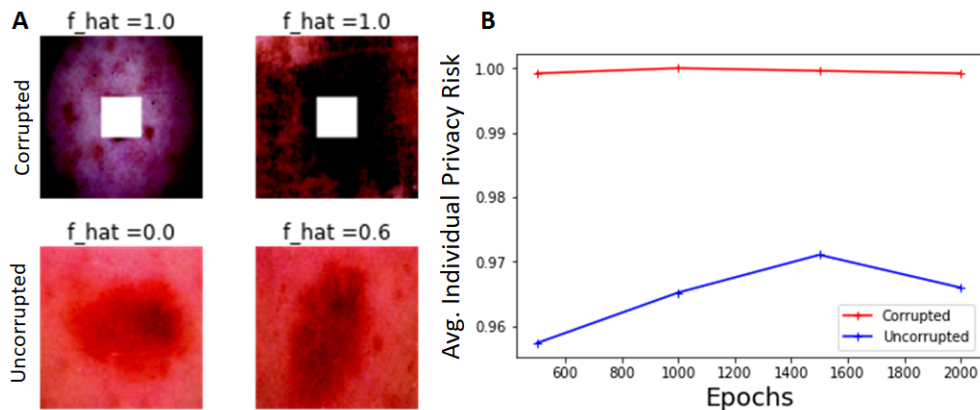 A
f_hat =1.0
f_hat =1.0
Corrupted
f_hat =0.0
f_hat =0.6
Uncorrupted
B
Avg. Individual Privacy Risk
1.00
0.99
0.98
0.97
0.96
Corrupted
Uncorrupted
600 800 1000 1200 1400 1600 1800 2000
Epochs